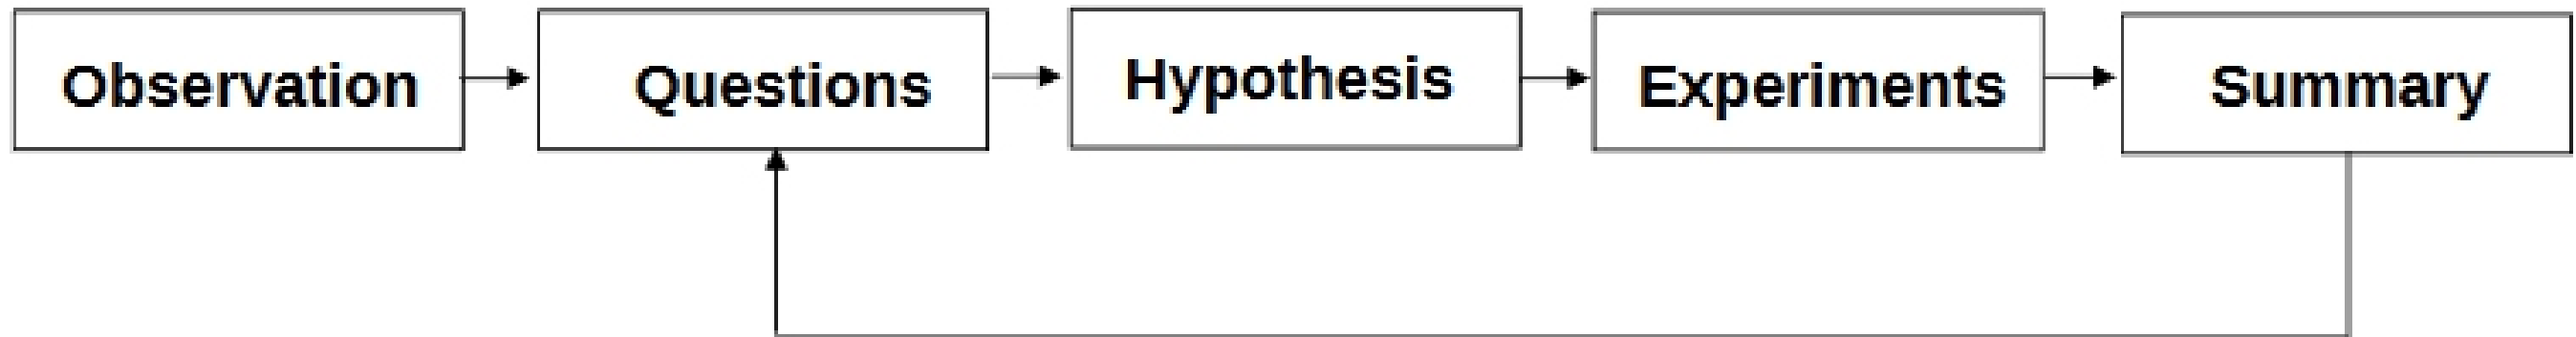 Observation
Questions
Hypothesis
Experiments
Summary